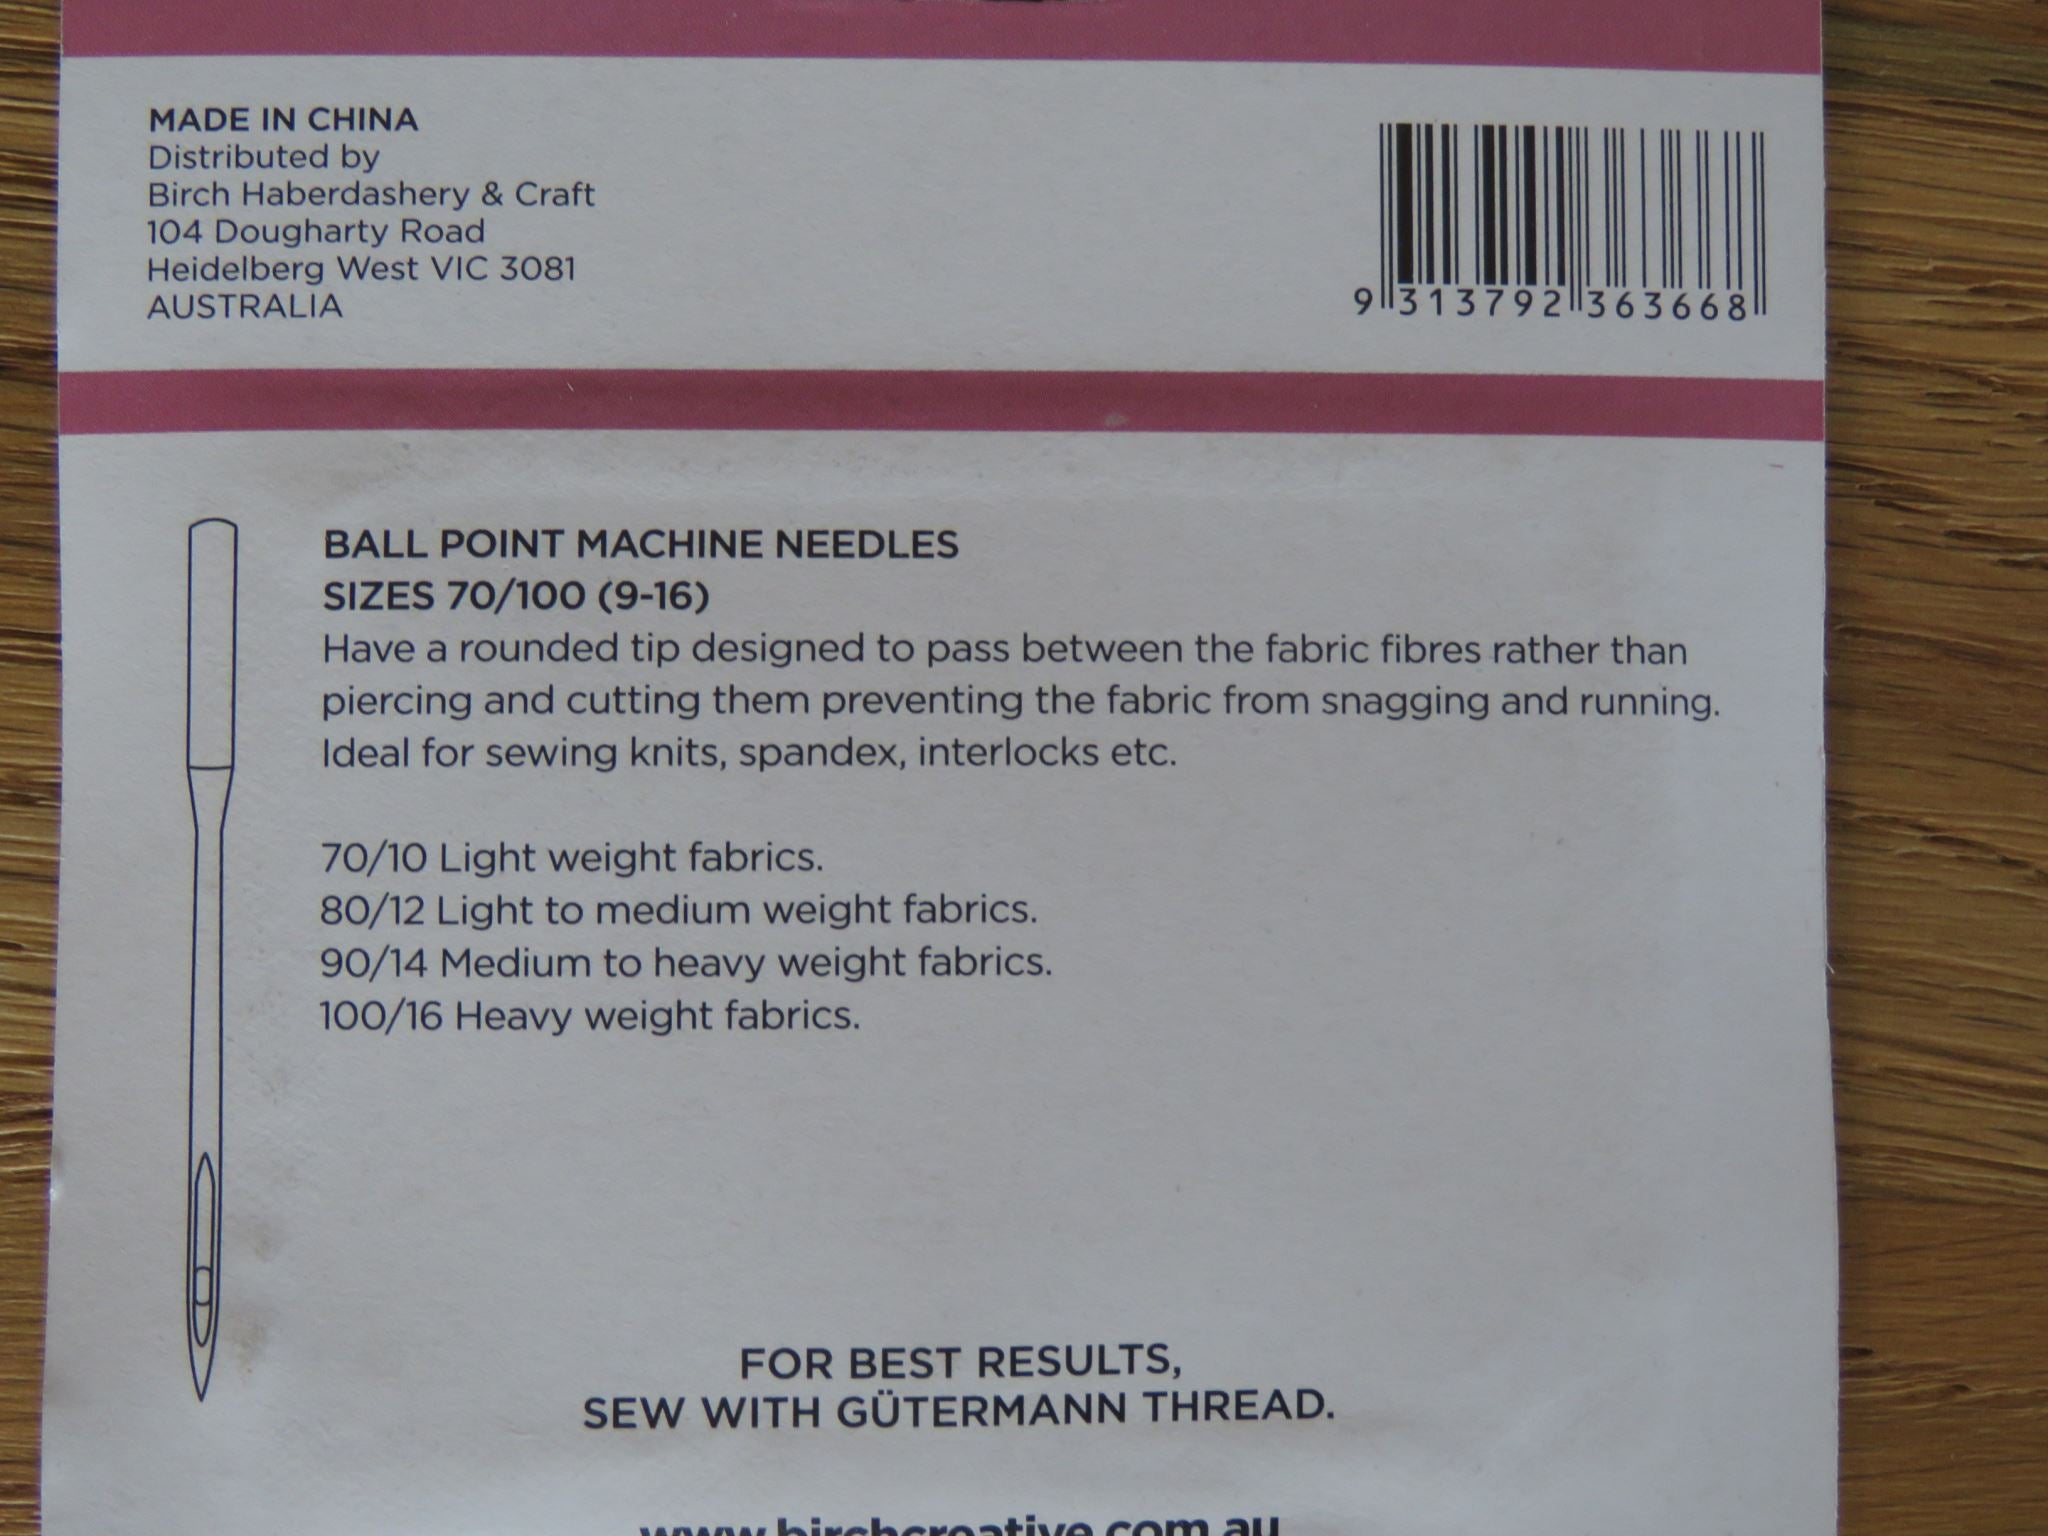 MADE IN CHINA
Distributed by
Birch Haberdashery & Craft
104 Dougharty Road
Heidelberg West VIC 3081
AUSTRALIA
9 313792 363668
BALL POINT MACHINE NEEDLES
SIZES 70/100 (9-16)
Have a rounded tip designed to pass between the fabric fibres rather than
piercing and cutting them preventing the fabric from snagging and running.
Ideal for sewing knits, spandex, interlocks etc.
70/10 Light weight fabrics.
80/12 Light to medium weight fabrics.
90/14 Medium to heavy weight fabrics.
100/16 Heavy weight fabrics.
FOR BEST RESULTS,
SEW WITH GÜTERMANN THREAD.
www.birchcreative.com.au